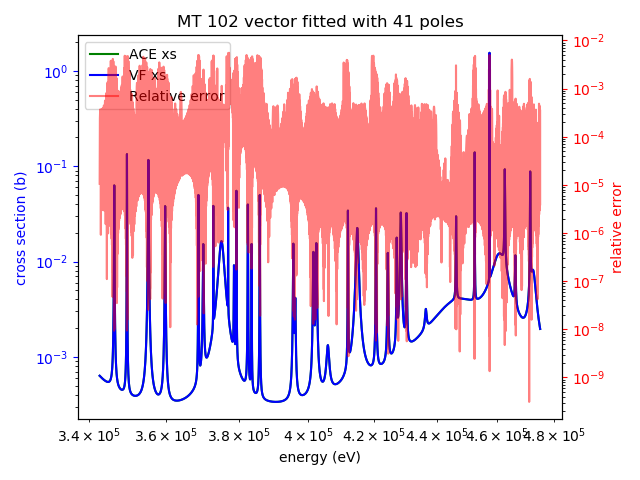 MT 102 vector fitted with 41 poles
ACE xs
VF xs
Relative error
cross section (b)
10⁰
10⁻¹
10⁻²
10⁻³
10⁻²
10⁻³
10⁻⁴
10⁻⁵
10⁻⁶
10⁻⁷
10⁻⁸
10⁻⁹
relative error
3.4 × 10⁵ 3.6 × 10⁵ 3.8 × 10⁵ 4 × 10⁵ 4.2 × 10⁵ 4.4 × 10⁵ 4.6 × 10⁵ 4.8 × 10⁵
energy (eV)